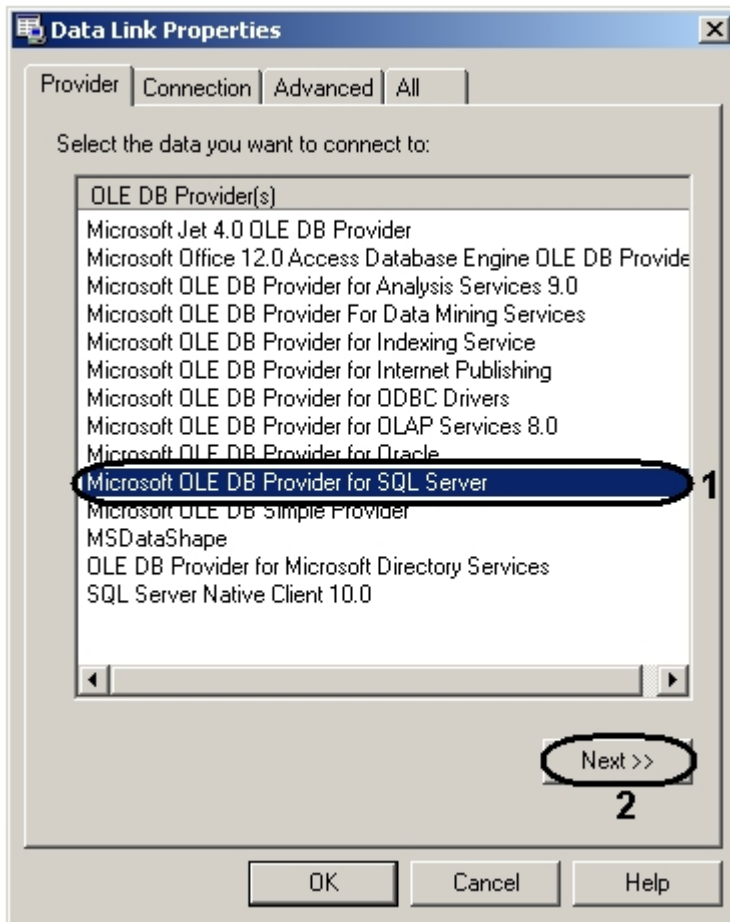 Data Link Properties
Provider Connection Advanced All
Select the data you want to connect to:
OLE DB Provider(s)
Microsoft Jet 4.0 OLE DB Provider
Microsoft Office 12.0 Access Database Engine OLE DB Provide
Microsoft OLE DB Provider for Analysis Services 9.0
Microsoft OLE DB Provider For Data Mining Services
Microsoft OLE DB Provider for Indexing Service
Microsoft OLE DB Provider for Internet Publishing
Microsoft OLE DB Provider for ODBC Drivers
Microsoft OLE DB Provider for OLAP Services 8.0
Microsoft OLE DB Provider for Oracle
Microsoft OLE DB Provider for SQL Server 1
Microsoft OLE DB Simple Provider
MSDataShape
OLE DB Provider for Microsoft Directory Services
SQL Server Native Client 10.0
Next >>
2
OK Cancel Help